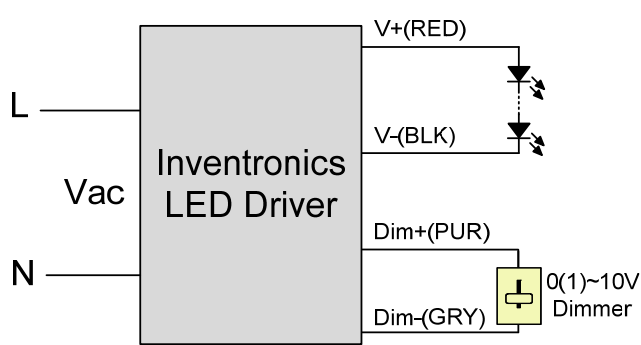 V+(RED)
L
V-(BLK)
Inventronics
LED Driver
Vac
Dim+(PUR)
N
0(1)~10V
Dimmer
Dim-(GRY)